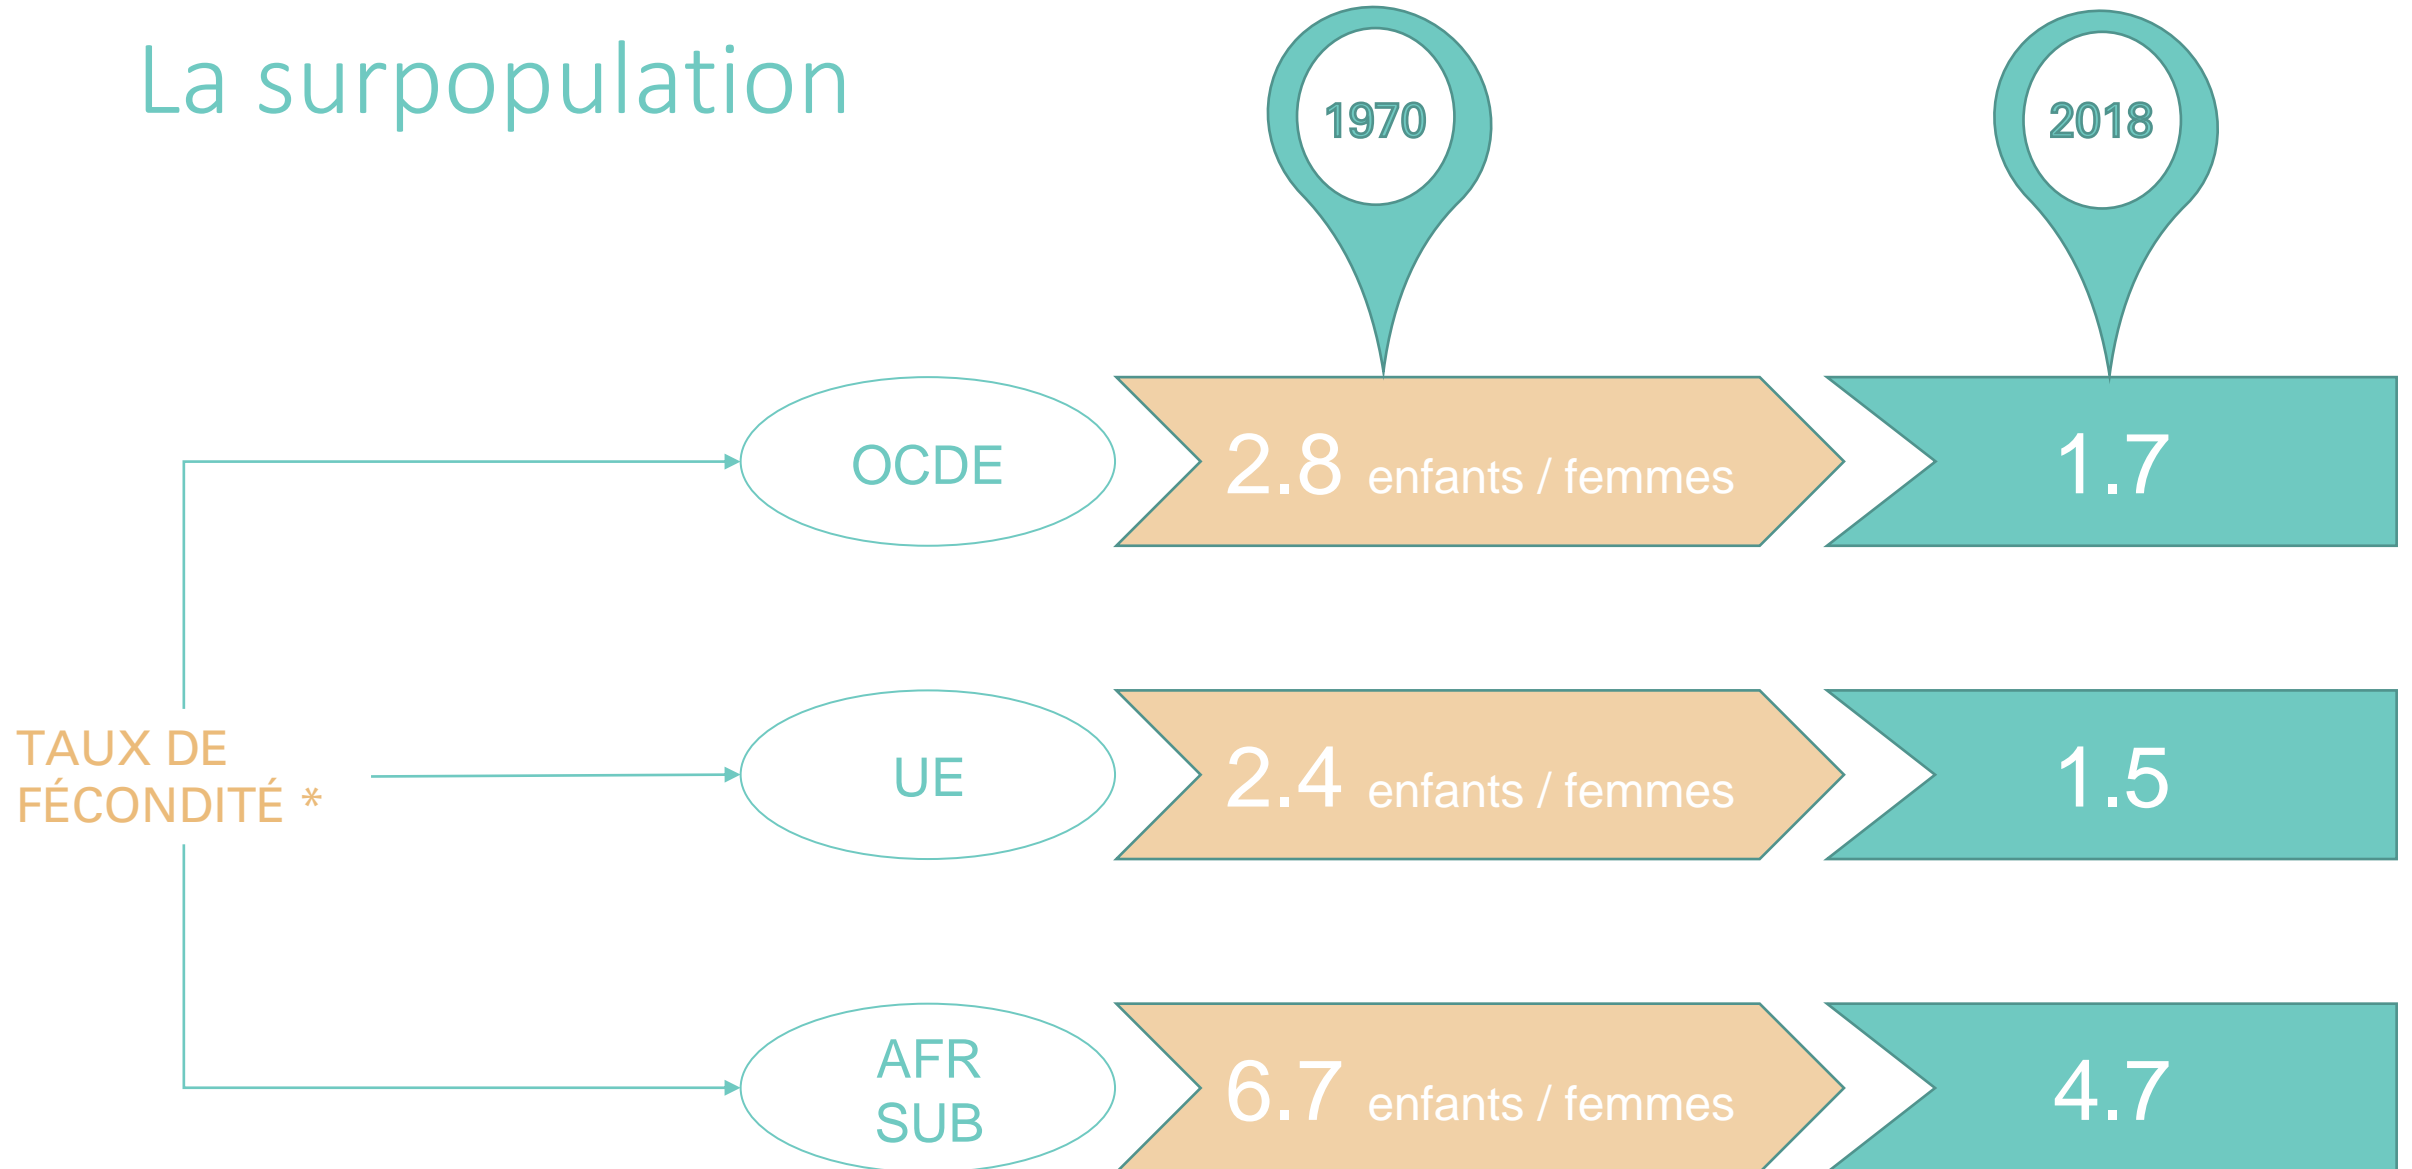 La surpopulation
1970
2018
OCDE
2.8 enfants / femmes
1.7
TAUX DE
FÉCONDITÉ *
UE
2.4 enfants / femmes
1.5
AFR
SUB
6.7 enfants / femmes
4.7